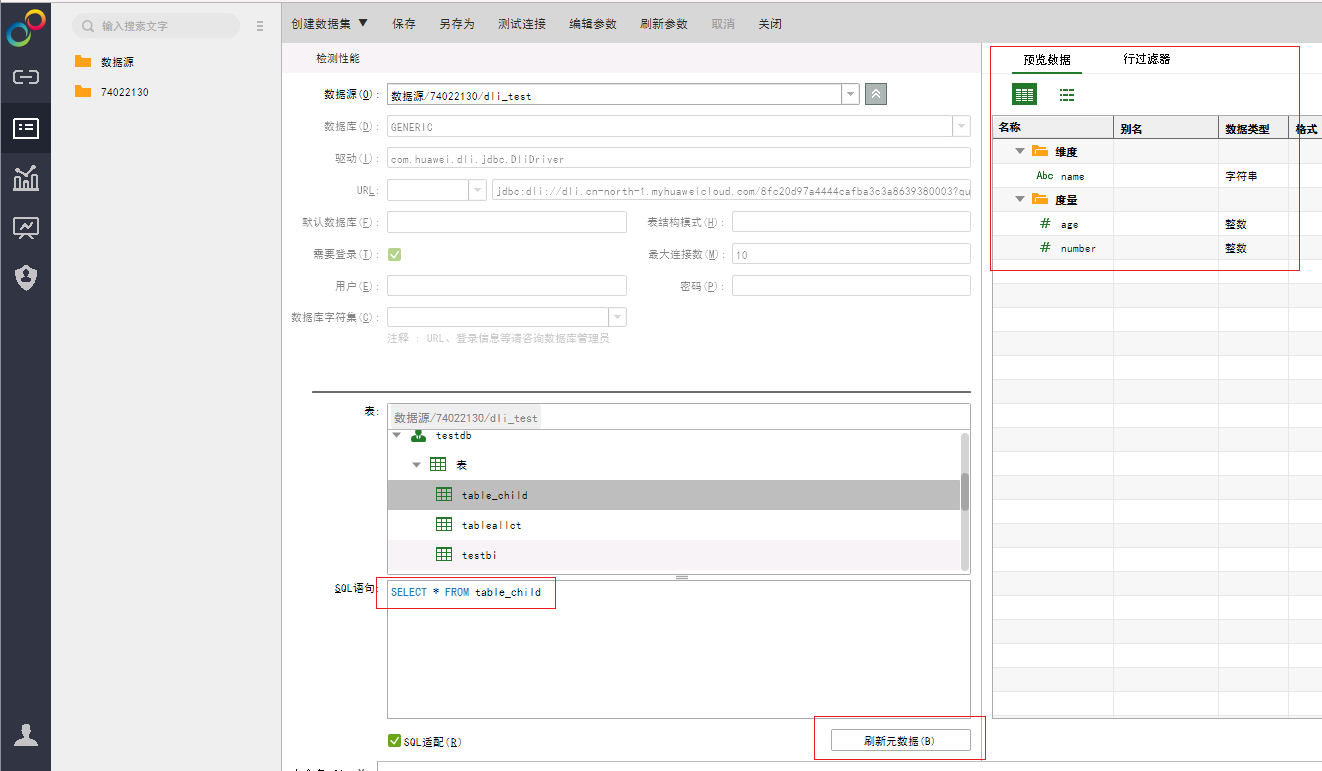 输入搜索文字
数据源
74022130
创建数据集 保存 另存为 测试连接 编辑参数 刷新参数 取消 关闭
检测性能
数据源(O): 数据源/74022130/dli_test
数据库(D): GENERIC
驱动(I): com.huawei.dli.jdbc.DliDriver
URL: jdbc:dli://dli.cn-north-1.myhuaweicloud.com/8fc20d97a4444cafba3c3a8639380003?qu
默认数据库(F): 表结构模式(H):
需要登录(T): 最大连接数(M): 10
用户(E): 密码(P):
数据库字符集(C):
注释 : URL、登录信息等请咨询数据库管理员
表: 数据源/74022130/dli_test
testdb
表
table_child
tableallct
testbi
SQL语句: SELECT * FROM table_child
SQL适配(R) 刷新元数据(B)
预览数据 行过滤器
名称 别名 数据类型 格式
维度
Abc name 字符串
度量
# age 整数
# number 整数